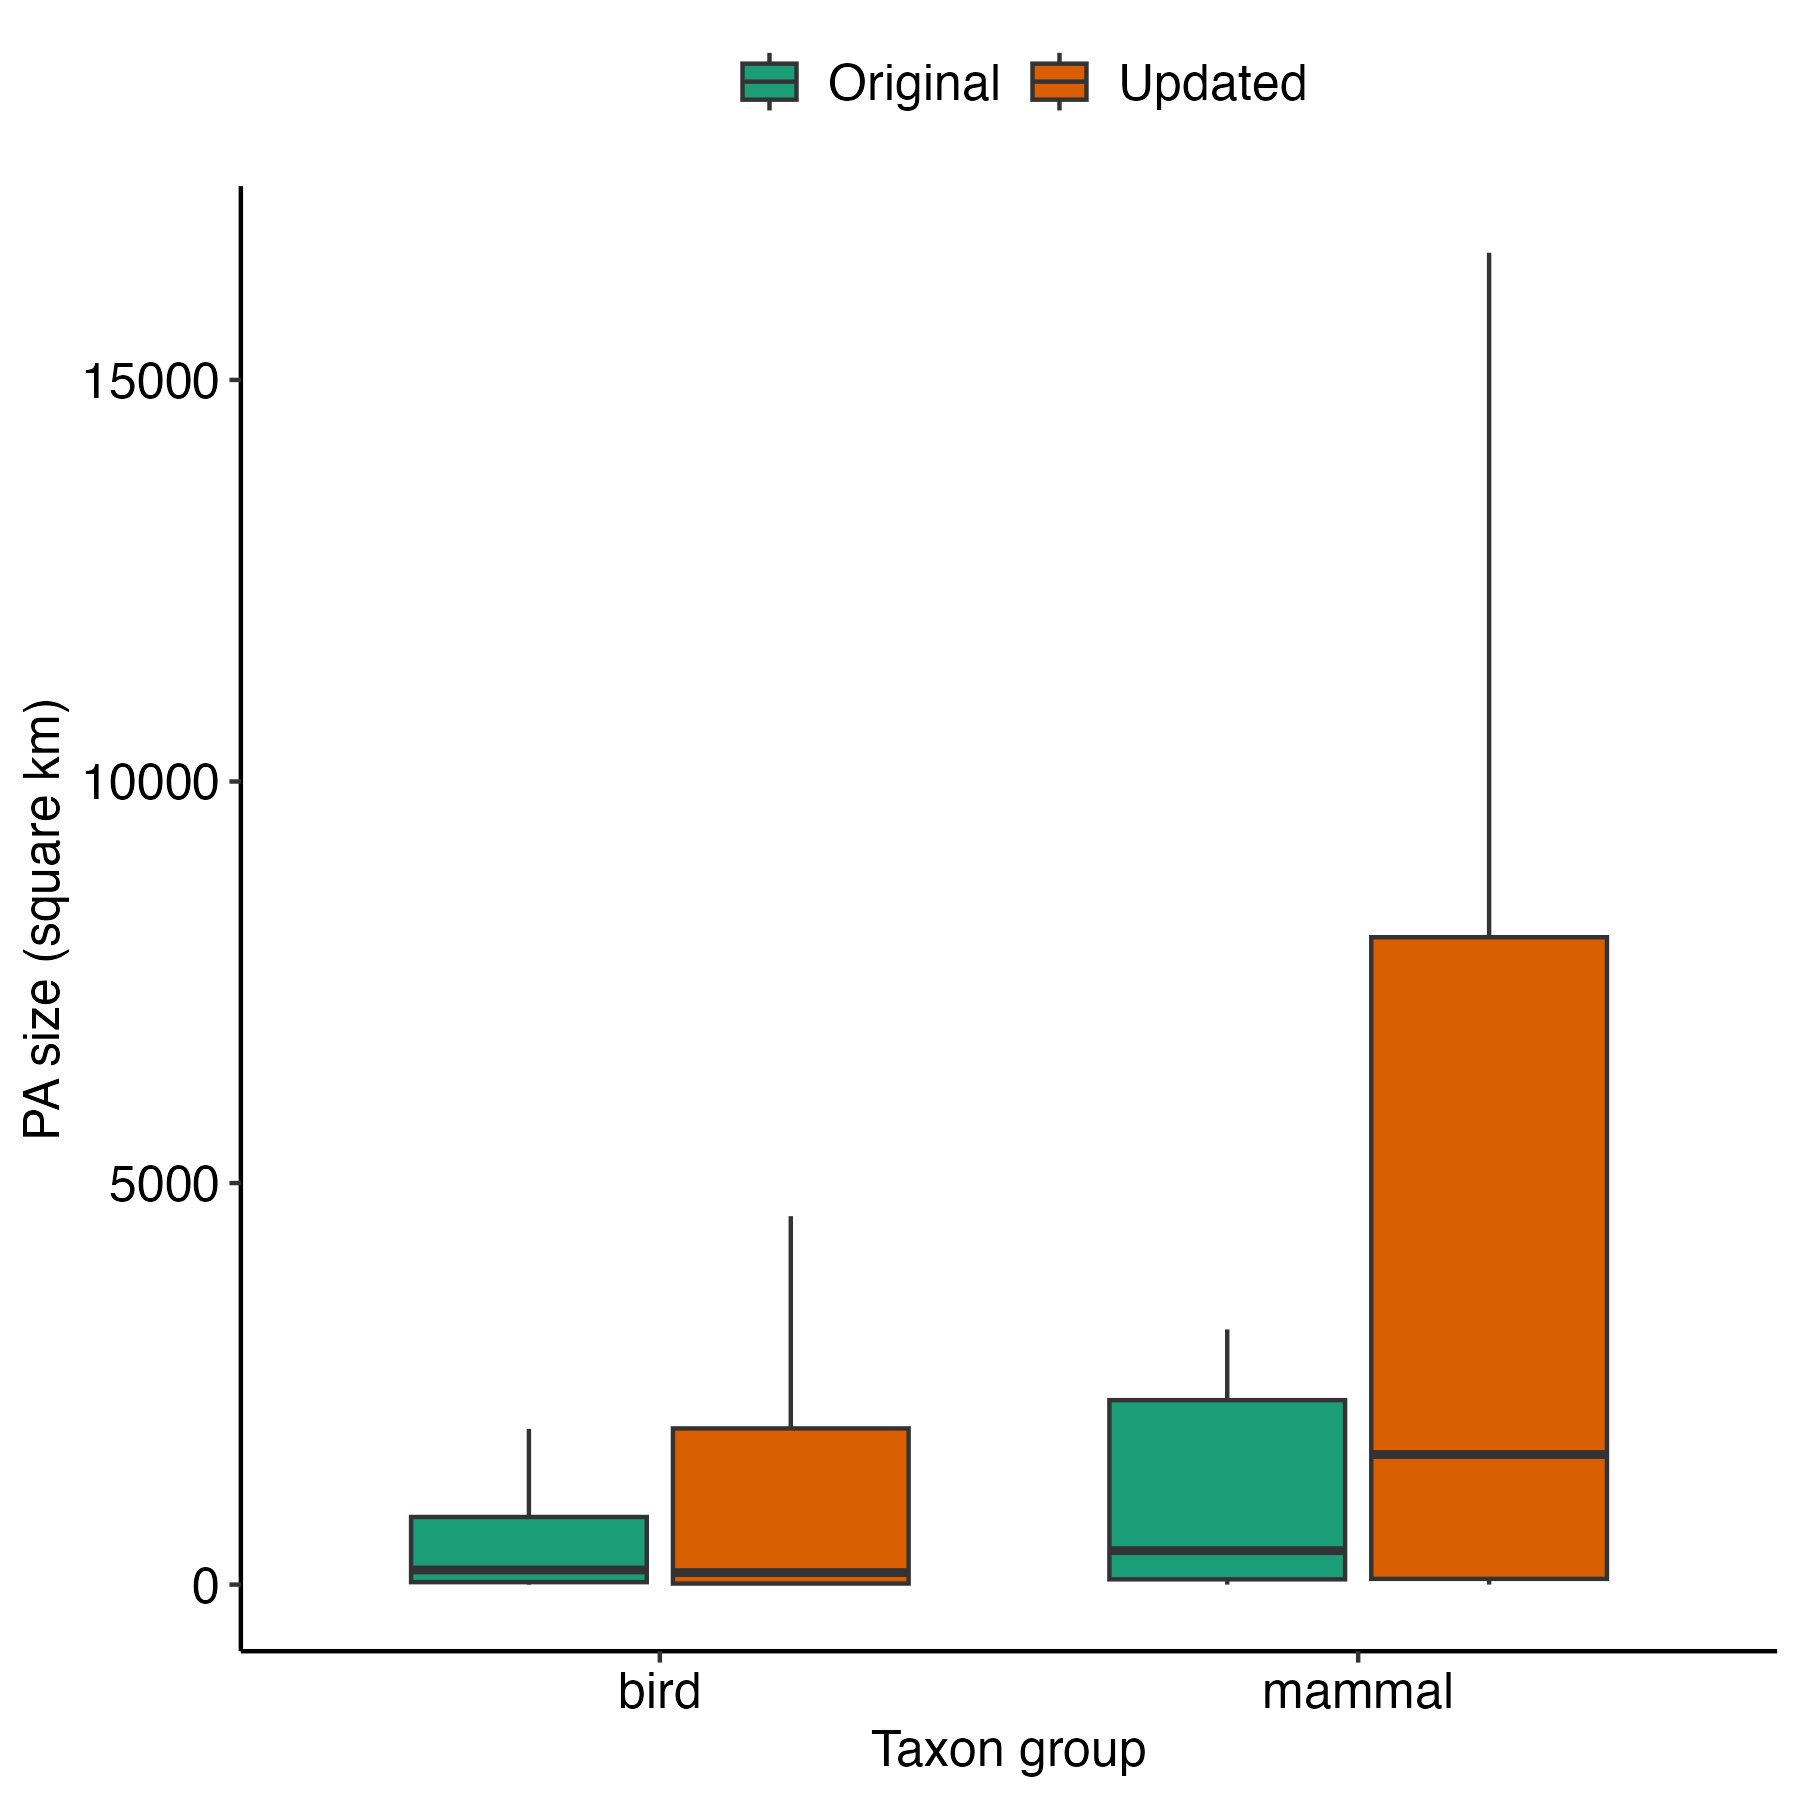 Original Updated
PA size (square km)
15000
10000
5000
0
bird mammal
Taxon group